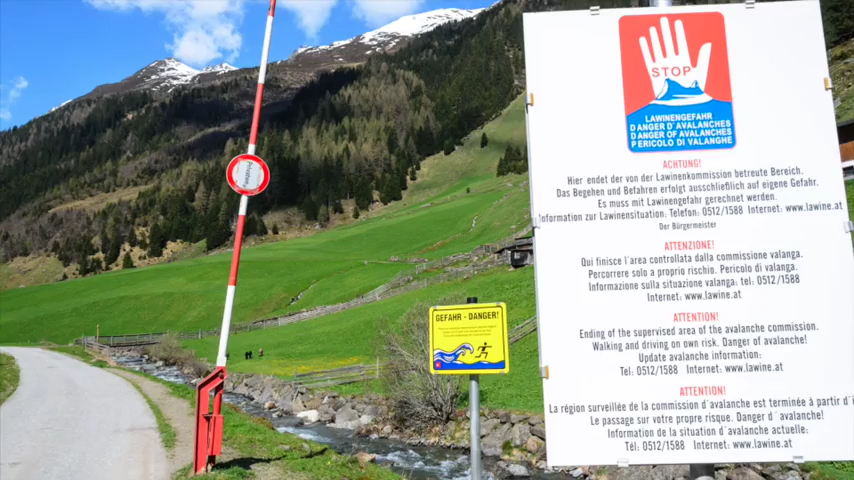 STOP
LAWINENGEFAHR
DANGER D'AVALANCHES
DANGER OF AVALANCHES
PERICOLO DI VALANGHE
ACHTUNG!
Hier endet der von der Lawinenkommission betreute Bereich.
Das Begehen und Befahren erfolgt ausschließlich auf eigene Gefahr.
Es muss mit Lawinengefahr gerechnet werden.
Information zur Lawinensituation: Telefon: 0512/1588 Internet: www.lawine.at
Der Bürgermeister
ATTENZIONE!
Qui finisce l'area controllata dalla commissione valanga.
Percorrere solo a proprio rischio. Pericolo di valanga.
Informazione sulla situazione valanga: tel: 0512/1588
Internet: www.lawine.at
ATTENTION!
Ending of the supervised area of the avalanche commission.
Walking and driving on own risk. Danger of avalanche!
Update avalanche information:
Tel: 0512/1588 Internet: www.lawine.at
ATTENTION!
La région surveillée de la commission d'avalanche est terminée à partir d'i
Le passage sur votre propre risque. Danger d'avalanche!
Information de la situation d'avalanche actuelle:
Tél: 0512/1588 Internet: www.lawine.at
GEFAHR - DANGER!